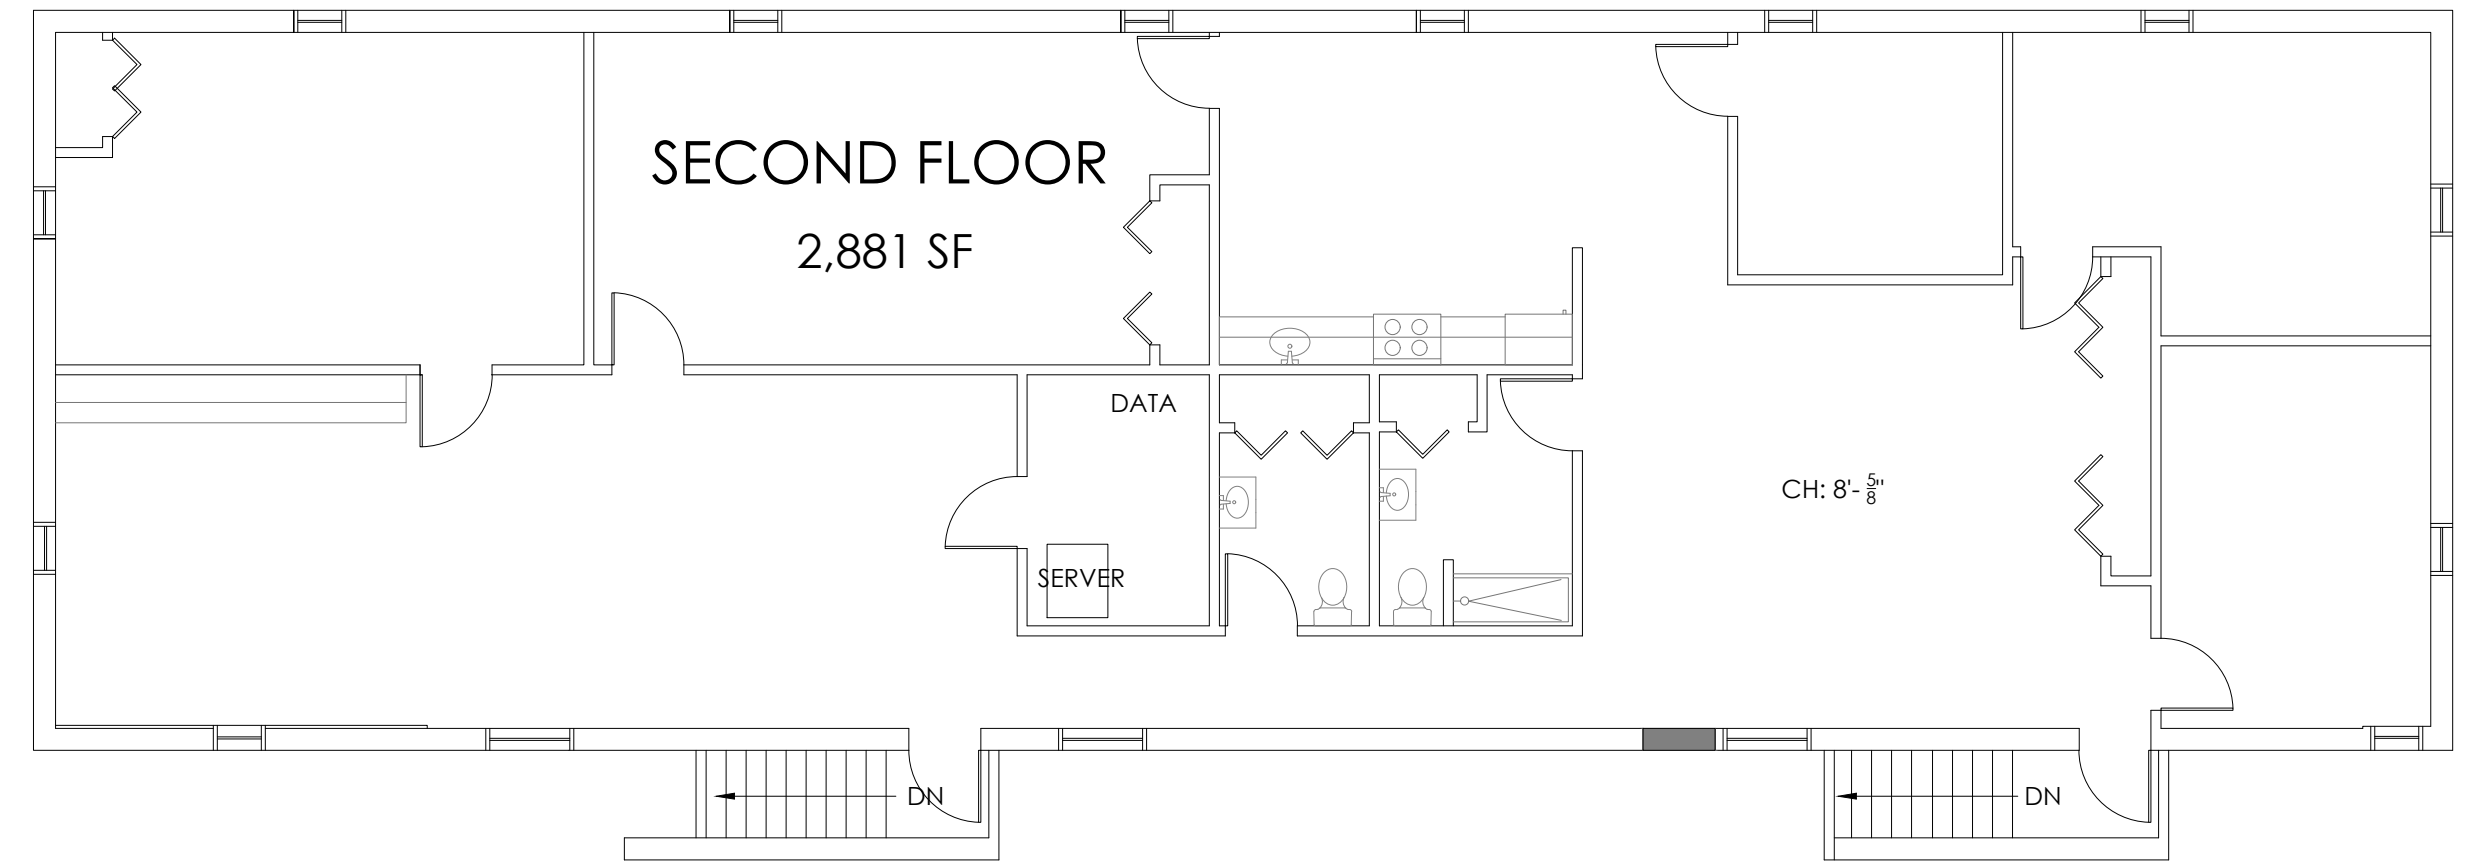 SECOND FLOOR
2,881 SF
DATA
CH: 8'- 5/8"
SERVER
DN
DN